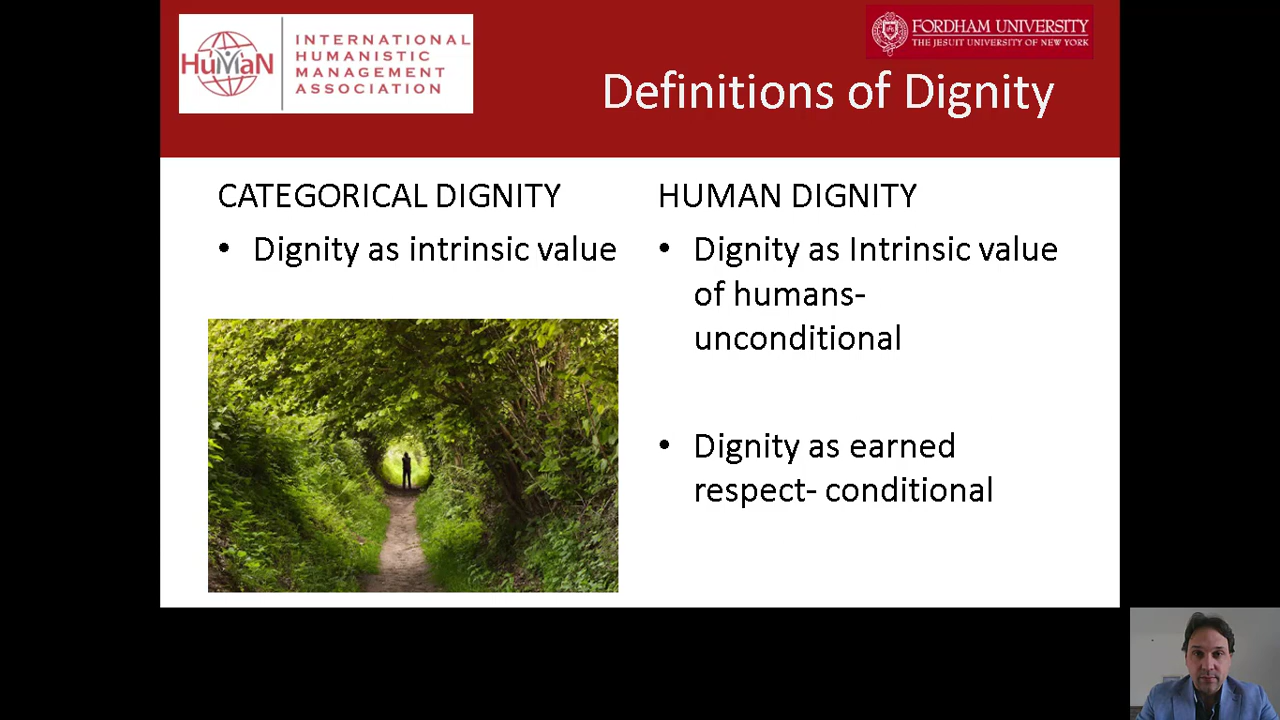 HuMaN
INTERNATIONAL
HUMANISTIC
MANAGEMENT
ASSOCIATION
FORDHAM UNIVERSITY
THE JESUIT UNIVERSITY OF NEW YORK
Definitions of Dignity
CATEGORICAL DIGNITY
• Dignity as intrinsic value
HUMAN DIGNITY
• Dignity as Intrinsic value
of humans-
unconditional
• Dignity as earned
respect- conditional